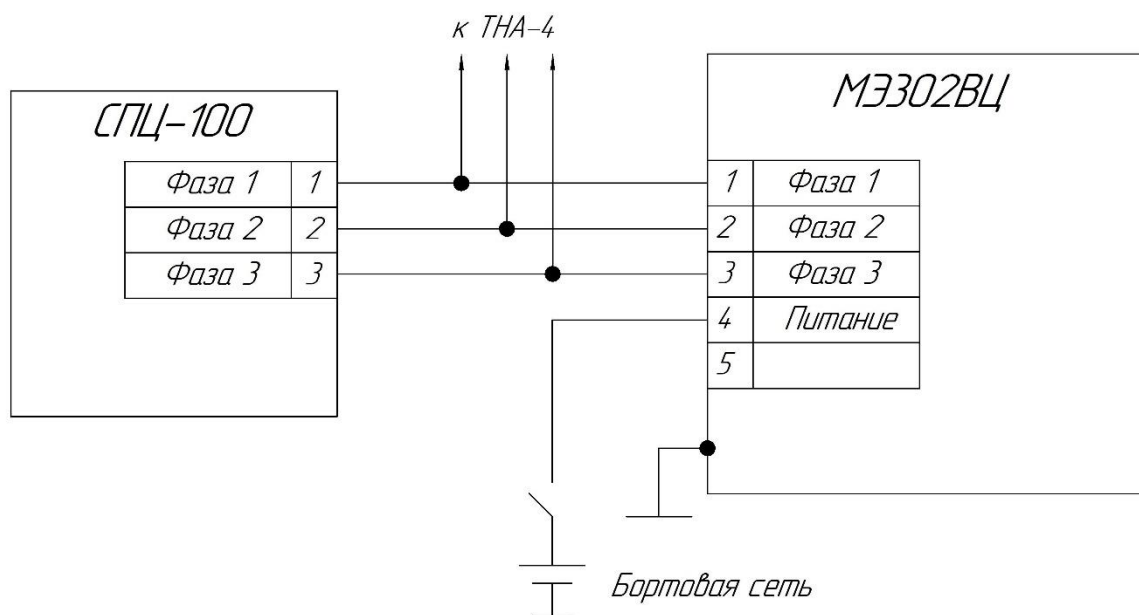 к ТНА-4
СПЦ-100
Фаза 1 1
Фаза 2 2
Фаза 3 3
МЭ302ВЦ
1 Фаза 1
2 Фаза 2
3 Фаза 3
4 Питание
5
Бортовая сеть